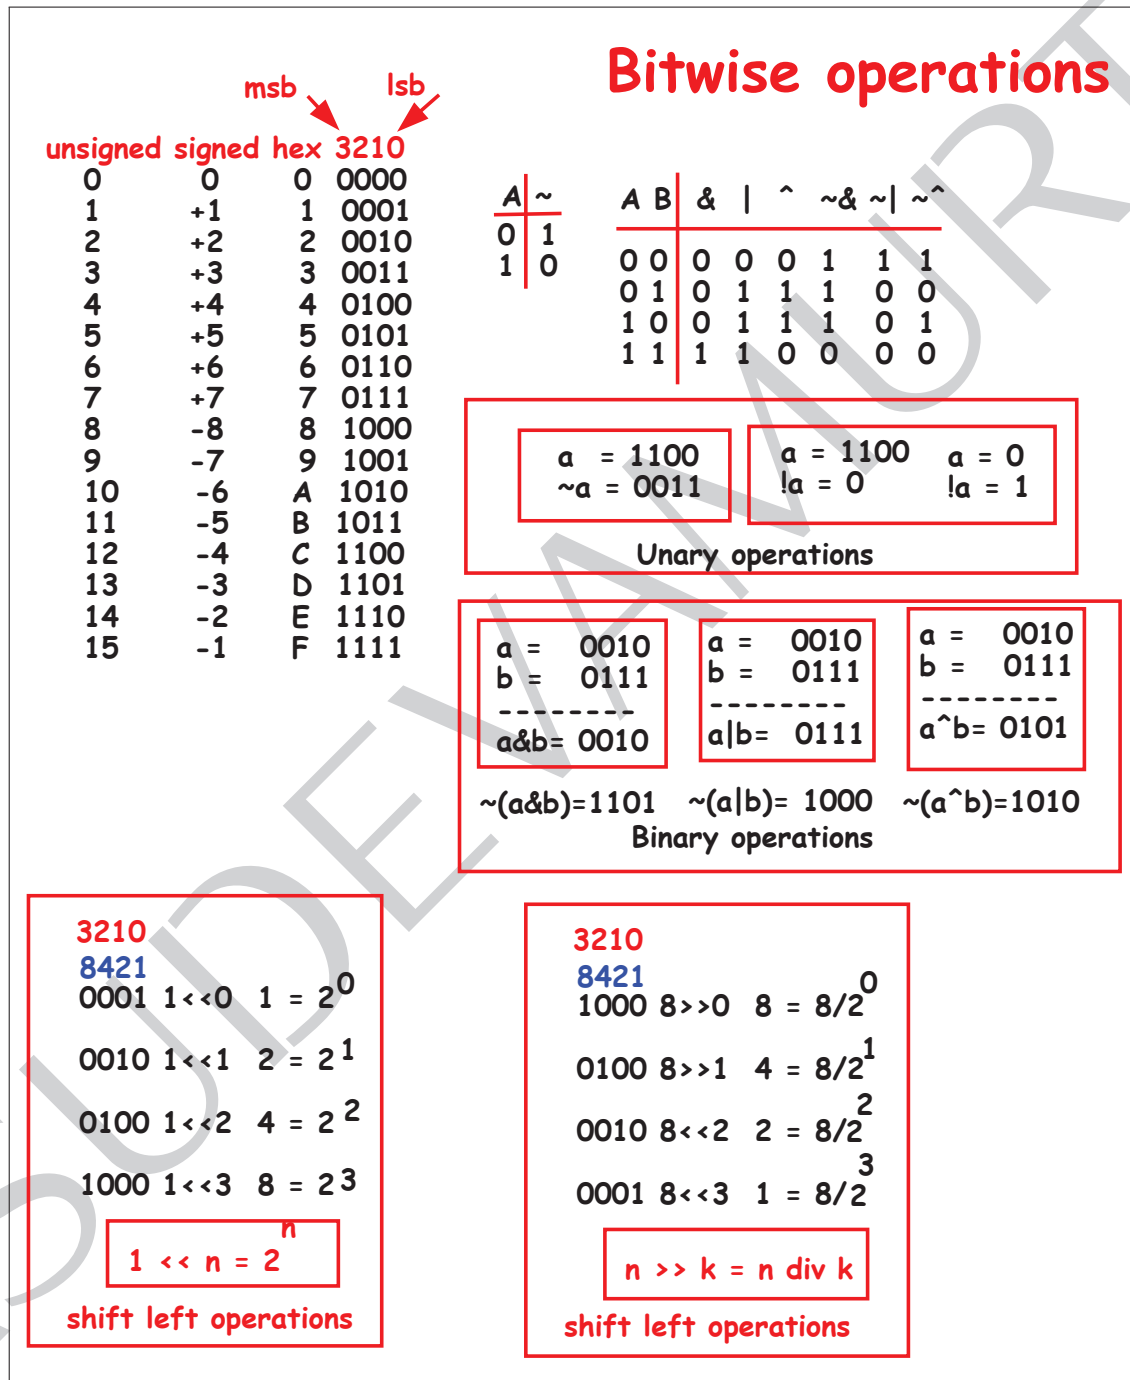 Bitwise operations
msb lsb
unsigned signed hex 3210
0 0 0 0000
1 +1 1 0001
2 +2 2 0010
3 +3 3 0011
4 +4 4 0100
5 +5 5 0101
6 +6 6 0110
7 +7 7 0111
8 -8 8 1000
9 -7 9 1001
10 -6 A 1010
11 -5 B 1011
12 -4 C 1100
13 -3 D 1101
14 -2 E 1110
15 -1 F 1111
A ~
0 1
1 0
A B & | ^ ~& ~| ~^
0 0 0 0 0 1 1 1
0 1 0 1 1 1 0 0
1 0 0 1 1 1 0 1
1 1 1 1 0 0 0 0
a = 1100
~a = 0011
a = 1100 a = 0
!a = 0 !a = 1
Unary operations
a = 0010
b = 0111
---------
a&b= 0010
a = 0010
b = 0111
---------
a|b= 0111
a = 0010
b = 0111
---------
a^b= 0101
~(a&b)=1101 ~(a|b)= 1000 ~(a^b)=1010
Binary operations
3210
8421
0001 1<<0 1 = 2^0
0010 1<<1 2 = 2^1
0100 1<<2 4 = 2^2
1000 1<<3 8 = 2^3
1 << n = 2^n
shift left operations
3210
8421
1000 8>>0 8 = 8/2^0
0100 8>>1 4 = 8/2^1
0010 8<<2 2 = 8/2^2
0001 8<<3 1 = 8/2^3
n >> k = n div k
shift left operations
SUDEVAMURT